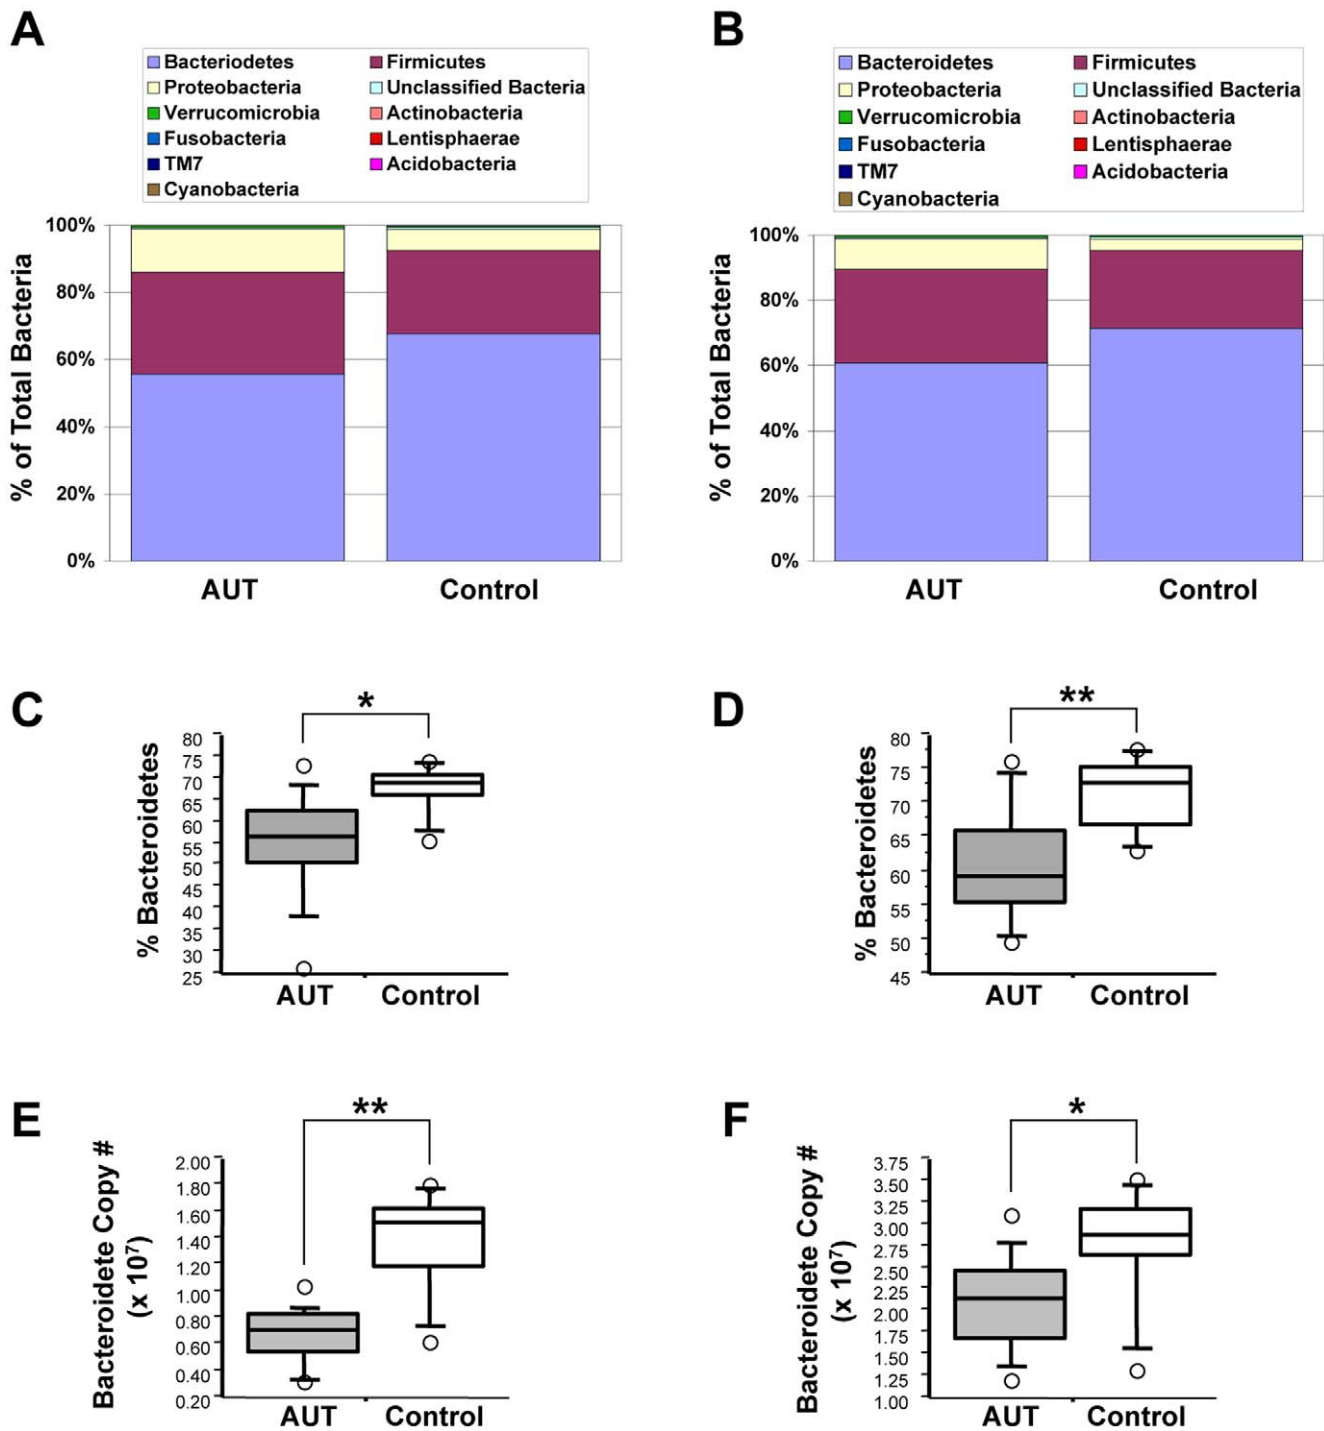 A
Bacteriodetes Firmicutes
Proteobacteria Unclassified Bacteria
Verrucomicrobia Actinobacteria
Fusobacteria Lentisphaerae
TM7 Acidobacteria
Cyanobacteria
% of Total Bacteria
100%
80%
60%
40%
20%
0%
AUT Control
B
Bacteroidetes Firmicutes
Proteobacteria Unclassified Bacteria
Verrucomicrobia Actinobacteria
Fusobacteria Lentisphaerae
TM7 Acidobacteria
Cyanobacteria
% of Total Bacteria
100%
80%
60%
40%
20%
0%
AUT Control
C
*
% Bacteroidetes
80
75
70
65
60
55
50
45
40
35
30
25
AUT Control
D
**
% Bacteroidetes
80
75
70
65
60
55
50
45
AUT Control
E
**
Bacteroidete Copy #
(x 10⁷)
2.00
1.80
1.60
1.40
1.20
1.00
0.80
0.60
0.40
0.20
AUT Control
F
*
Bacteroidete Copy #
(x 10⁷)
3.75
3.50
3.25
3.00
2.75
2.50
2.25
2.00
1.75
1.50
1.25
1.00
AUT Control